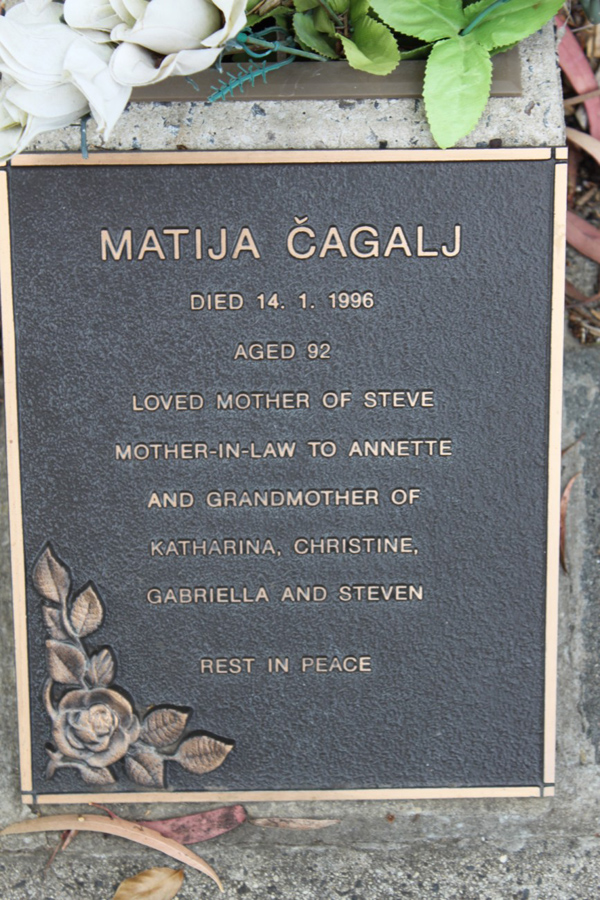 MATIJA ČAGALJ
DIED 14. 1. 1996
AGED 92
LOVED MOTHER OF STEVE
MOTHER-IN-LAW TO ANNETTE
AND GRANDMOTHER OF
KATHARINA, CHRISTINE,
GABRIELLA AND STEVEN
REST IN PEACE